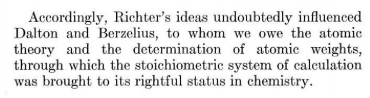 Accordingly, Richter's ideas undoubtedly influenced
Dalton and Berzelius, to whom we owe the atomic
theory and the determination of atomic weights,
through which the stoichiometric system of calculation
was brought to its rightful status in chemistry.